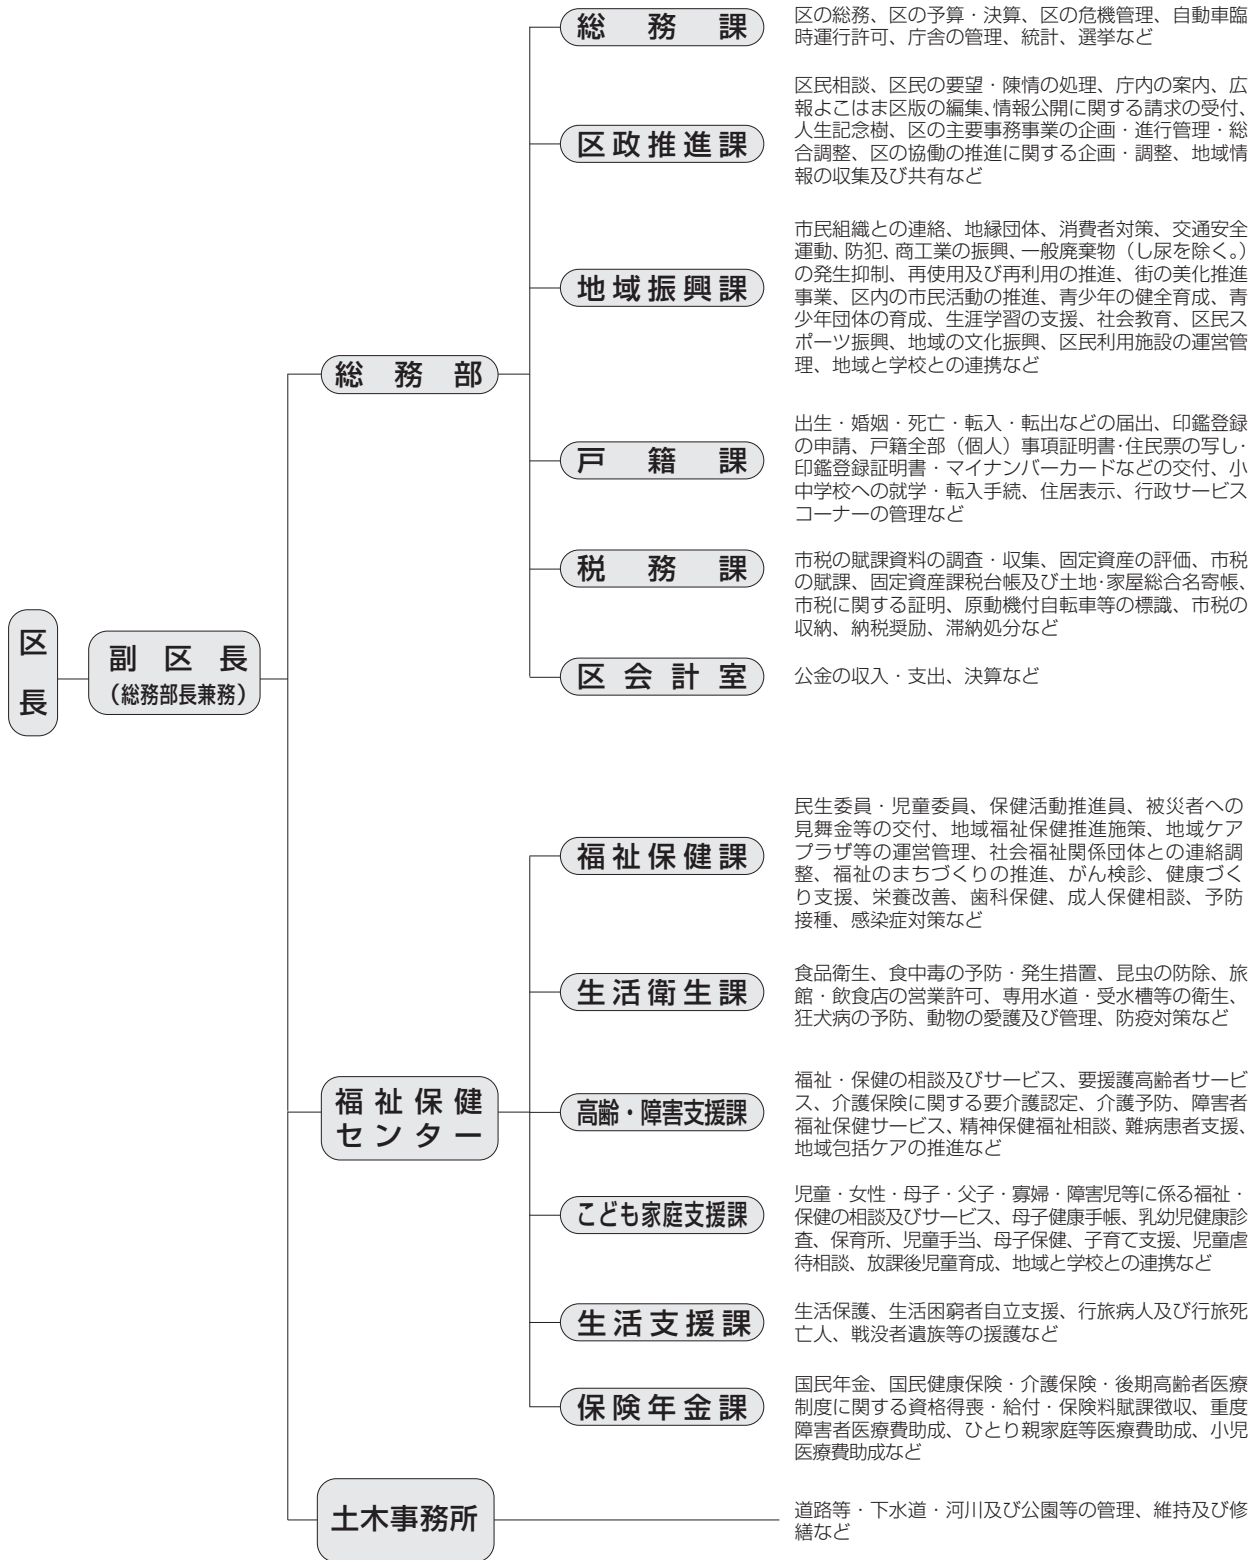 総務課
区の総務、区の予算・決算、区の危機管理、自動車臨
時運行許可、庁舎の管理、統計、選挙など
区政推進課
区民相談、区民の要望・陳情の処理、庁内の案内、広
報よこはま区版の編集、情報公開に関する請求の受付、
人生記念樹、区の主要事務事業の企画・進行管理・総
合調整、区の協働の推進に関する企画・調整、地域情
報の収集及び共有など
地域振興課
市民組織との連絡、地縁団体、消費者対策、交通安全
運動、防犯、商工業の振興、一般廃棄物（し尿を除く。）
の発生抑制、再使用及び再利用の推進、街の美化推進
事業、区内の市民活動の推進、青少年の健全育成、青
少年団体の育成、生涯学習の支援、社会教育、区民ス
ポーツ振興、地域の文化振興、区民利用施設の運営管
理、地域と学校との連携など
総務部
戸籍課
出生・婚姻・死亡・転入・転出などの届出、印鑑登録
の申請、戸籍全部（個人）事項証明書・住民票の写し・
印鑑登録証明書・マイナンバーカードなどの交付、小
中学校への就学・転入手続、住居表示、行政サービス
コーナーの管理など
税務課
市税の賦課資料の調査・収集、固定資産の評価、市税
の賦課、固定資産課税台帳及び土地・家屋総合名寄帳、
市税に関する証明、原動機付自転車等の標識、市税の
収納、納税奨励、滞納処分など
区長
副区長
（総務部長兼務）
区会計室
公金の収入・支出、決算など
福祉保健課
民生委員・児童委員、保健活動推進員、被災者への
見舞金等の交付、地域福祉保健推進施策、地域ケア
プラザ等の運営管理、社会福祉関係団体との連絡調
整、福祉のまちづくりの推進、がん検診、健康づく
り支援、栄養改善、歯科保健、成人保健相談、予防
接種、感染症対策など
生活衛生課
食品衛生、食中毒の予防・発生措置、昆虫の防除、旅
館・飲食店の営業許可、専用水道・受水槽等の衛生、
狂犬病の予防、動物の愛護及び管理、防疫対策など
福祉保健
センター
高齢・障害支援課
福祉・保健の相談及びサービス、要援護高齢者サービ
ス、介護保険に関する要介護認定、介護予防、障害者
福祉保健サービス、精神保健福祉相談、難病患者支援、
地域包括ケアの推進など
こども家庭支援課
児童・女性・母子・父子・寡婦・障害児等に係る福祉・
保健の相談及びサービス、母子健康手帳、乳幼児健康診
査、保育所、児童手当、母子保健、子育て支援、児童虐
待相談、放課後児童育成、地域と学校との連携など
生活支援課
生活保護、生活困窮者自立支援、行旅病人及び行旅死
亡人、戦没者遺族等の援護など
保険年金課
国民年金、国民健康保険・介護保険・後期高齢者医療
制度に関する資格得喪・給付・保険料賦課徴収、重度
障害者医療費助成、ひとり親家庭等医療費助成、小児
医療費助成など
土木事務所
道路等・下水道・河川及び公園等の管理、維持及び修
繕など